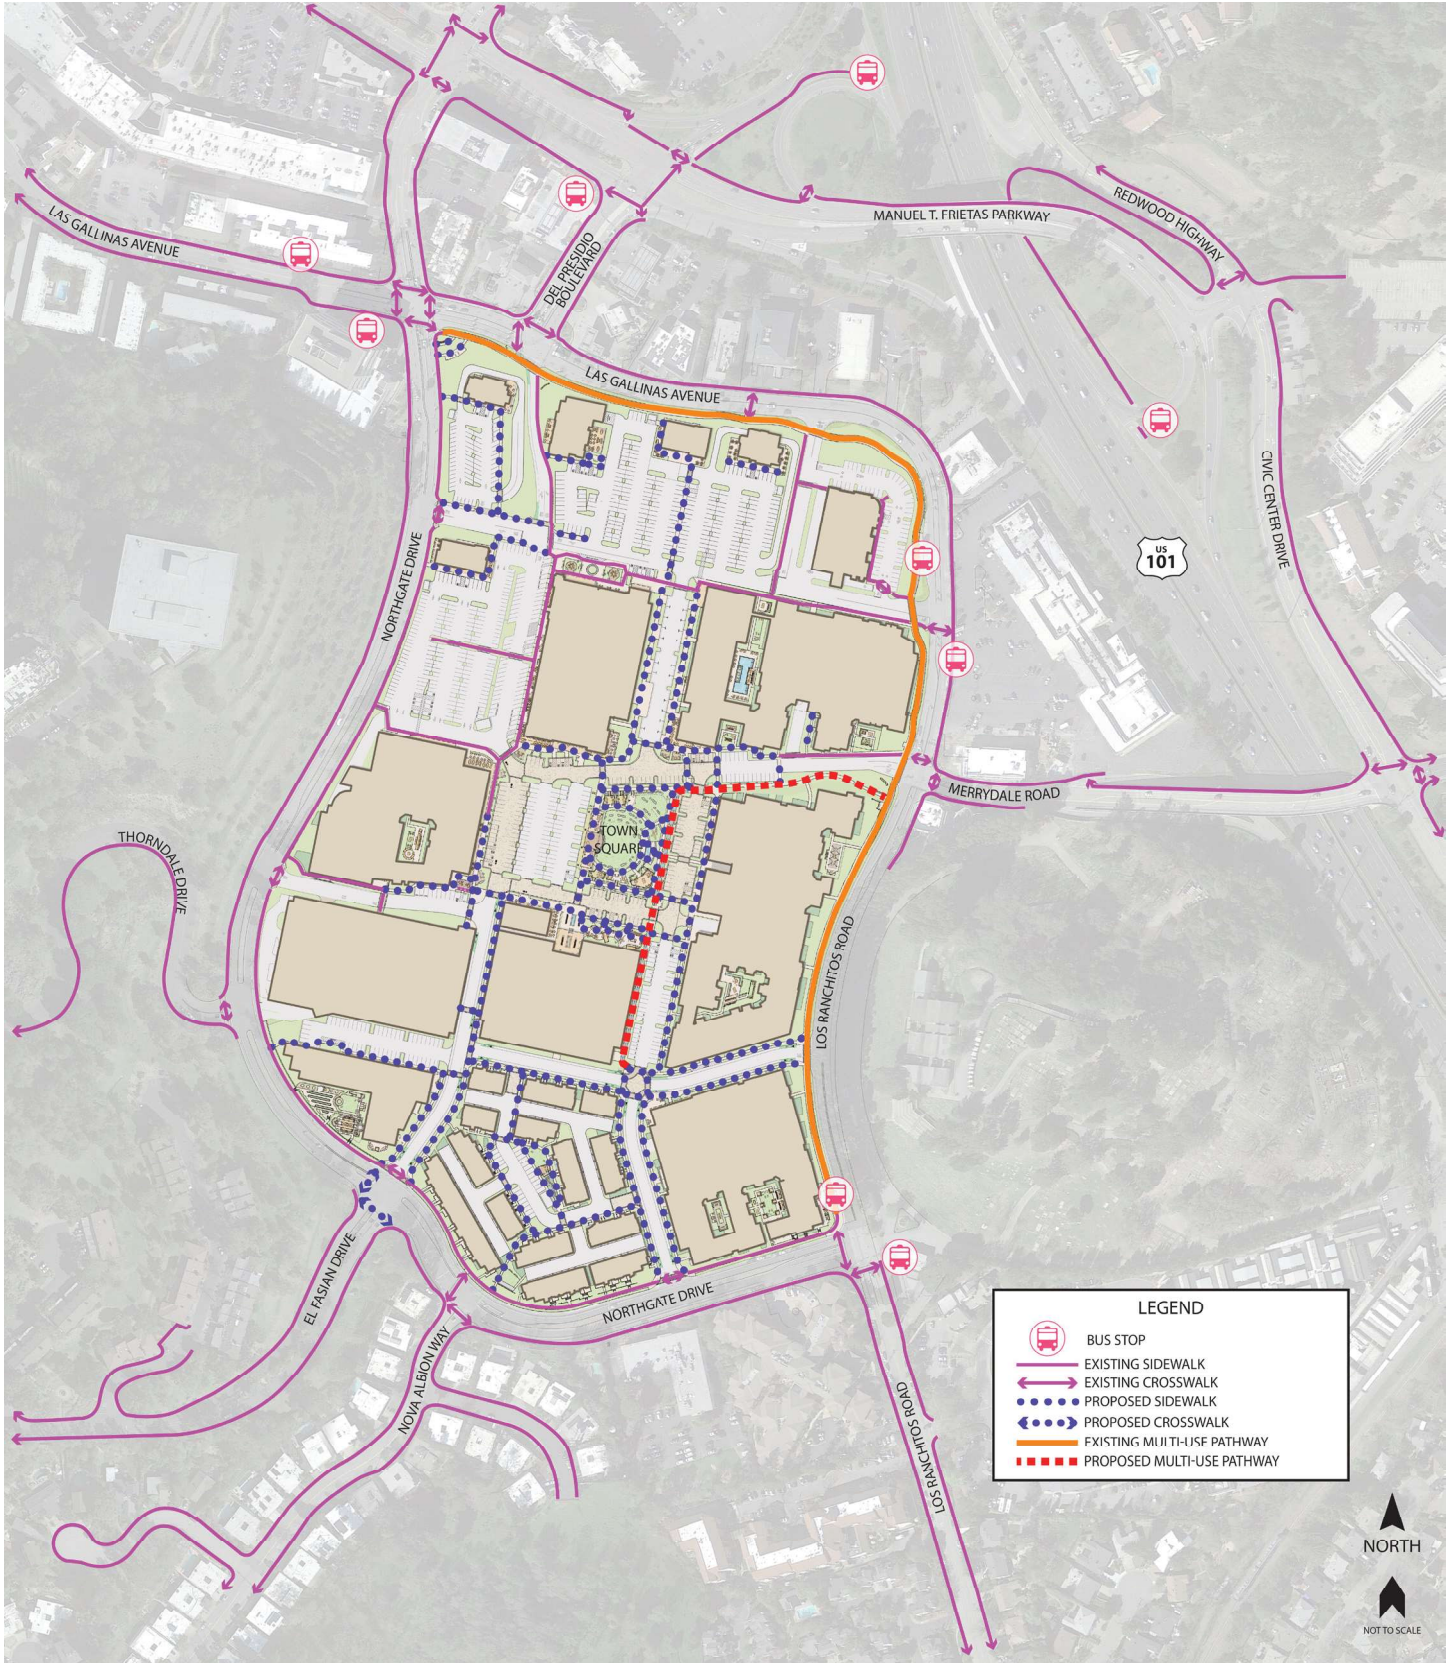 REDWOOD HIGHWAY
MANUEL T. FRIETAS PARKWAY
LAS GALLINAS AVENUE
DEL PRESIDIO
BOULEVARD
LAS GALLINAS AVENUE
CIVIC CENTER DRIVE
US
101
NORTHGATE DRIVE
MERRYDALE ROAD
TOWN
SQUARE
THORNDALE DRIVE
LOS RANCHITOS ROAD
EL FASIAN DRIVE
NORTHGATE DRIVE
NOVA ALBION WAY
LOS RANCHITOS ROAD
LEGEND
BUS STOP
EXISTING SIDEWALK
EXISTING CROSSWALK
PROPOSED SIDEWALK
PROPOSED CROSSWALK
EXISTING MULTI-USE PATHWAY
PROPOSED MULTI-USE PATHWAY
NORTH
NOT TO SCALE